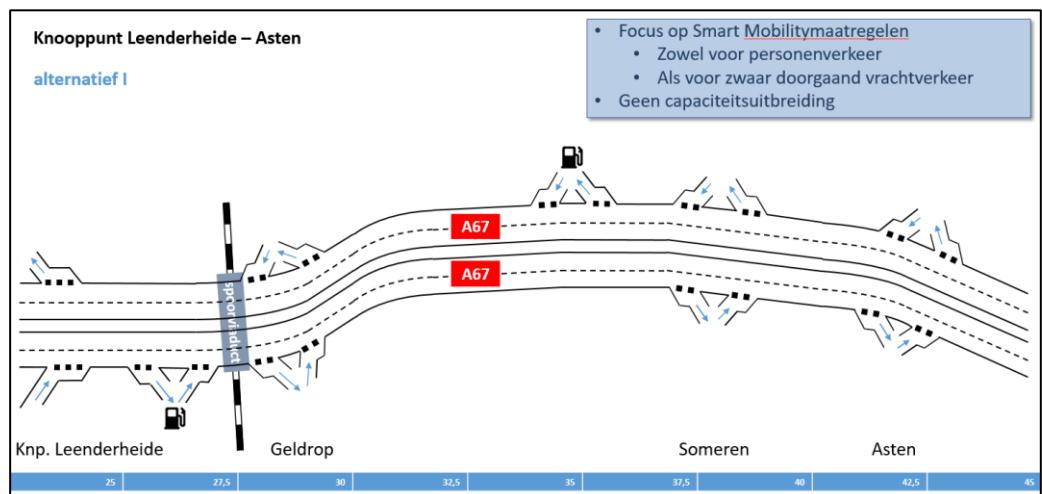 Knooppunt Leenderheide – Asten
alternatief I
• Focus op Smart Mobilitymaatregelen
• Zowel voor personenverkeer
• Als voor zwaar doorgaand vrachtverkeer
• Geen capaciteitsuitbreiding
A67
A67
spoorviaduct
Knp. Leenderheide
Geldrop
Someren
Asten
25
27,5
30
32,5
35
37,5
40
42,5
45